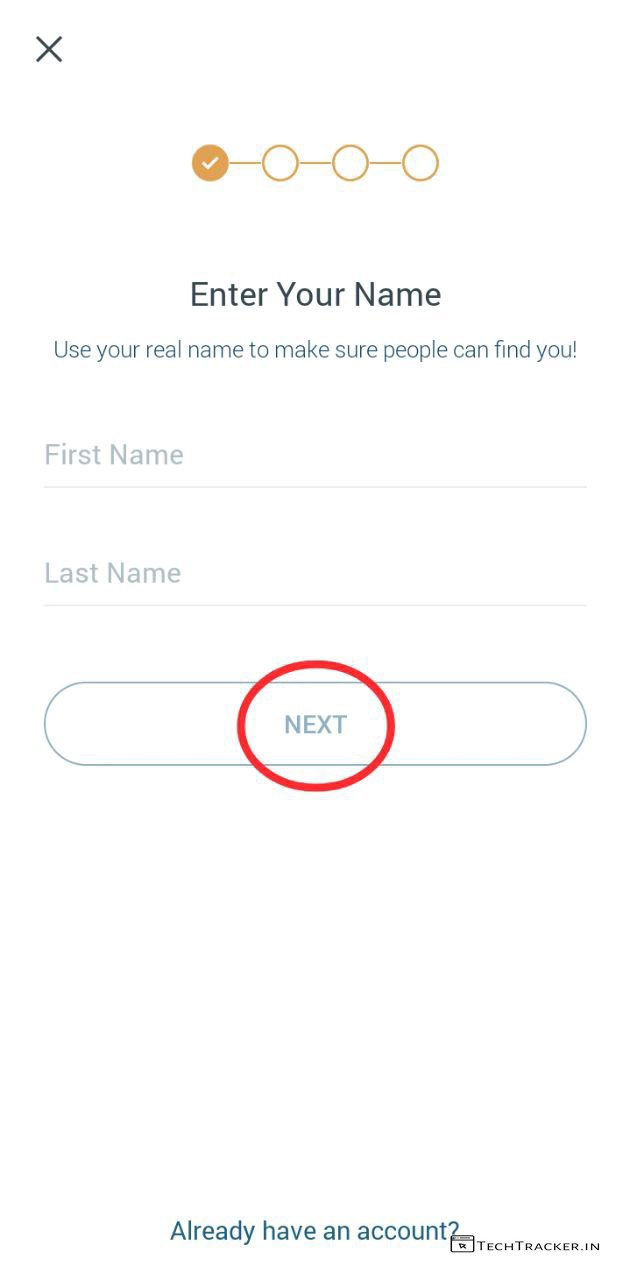 Enter Your Name
Use your real name to make sure people can find you!
First Name
Last Name
NEXT
Already have an account?
TECHTRACKER.IN